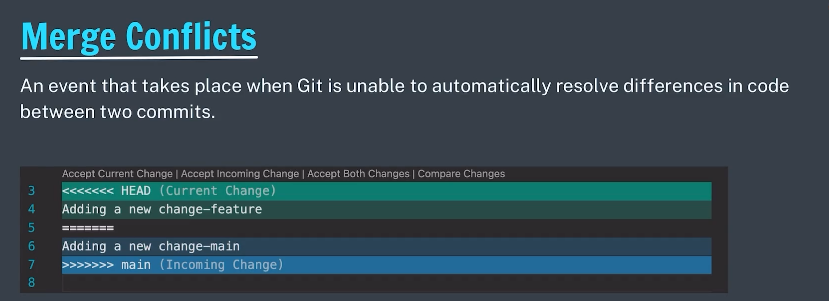 Merge Conflicts
An event that takes place when Git is unable to automatically resolve differences in code
between two commits.
Accept Current Change | Accept Incoming Change | Accept Both Changes | Compare Changes
3 <<<<<<< HEAD (Current Change)
4 Adding a new change-feature
5 =======
6 Adding a new change-main
7 >>>>>>> main (Incoming Change)
8